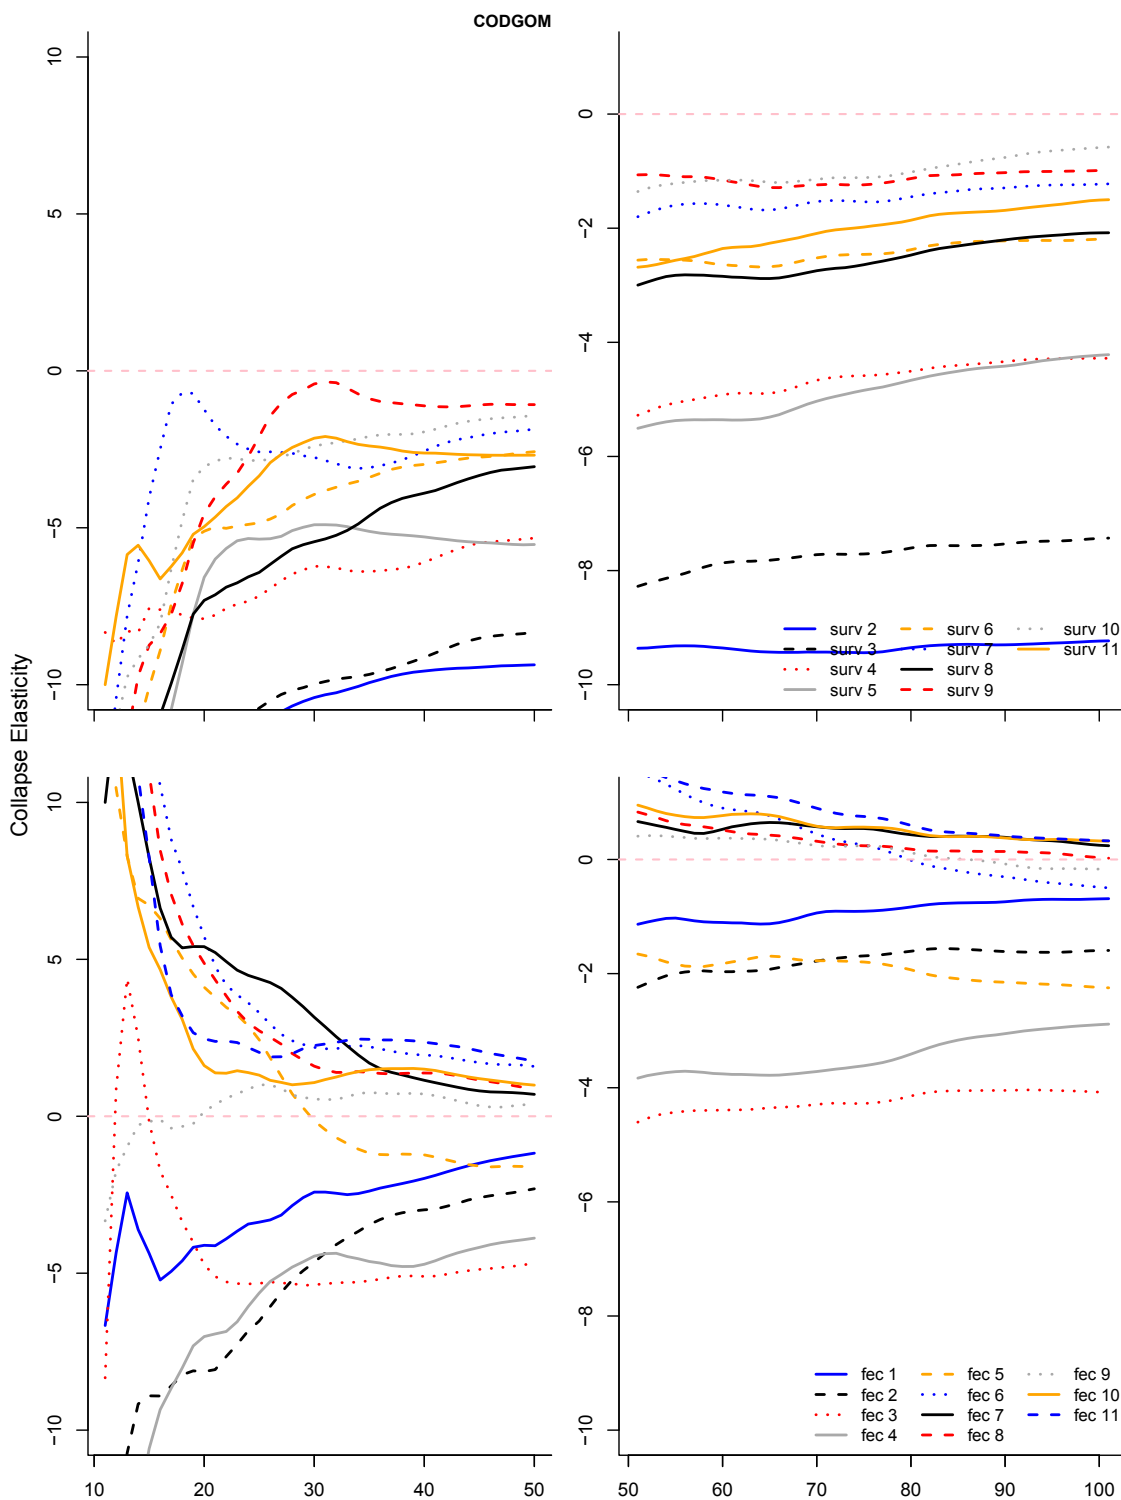 CODGOM
Collapse Elasticity
10
5
0
−5
−10
0
−2
−4
−6
−8
−10
surv 2
surv 3
surv 4
surv 5
surv 6
surv 7
surv 8
surv 9
surv 10
surv 11
10
5
0
−5
−10
10
20
30
40
50
0
−2
−4
−6
−8
−10
fec 1
fec 2
fec 3
fec 4
fec 5
fec 6
fec 7
fec 8
fec 9
fec 10
fec 11
50
60
70
80
90
100